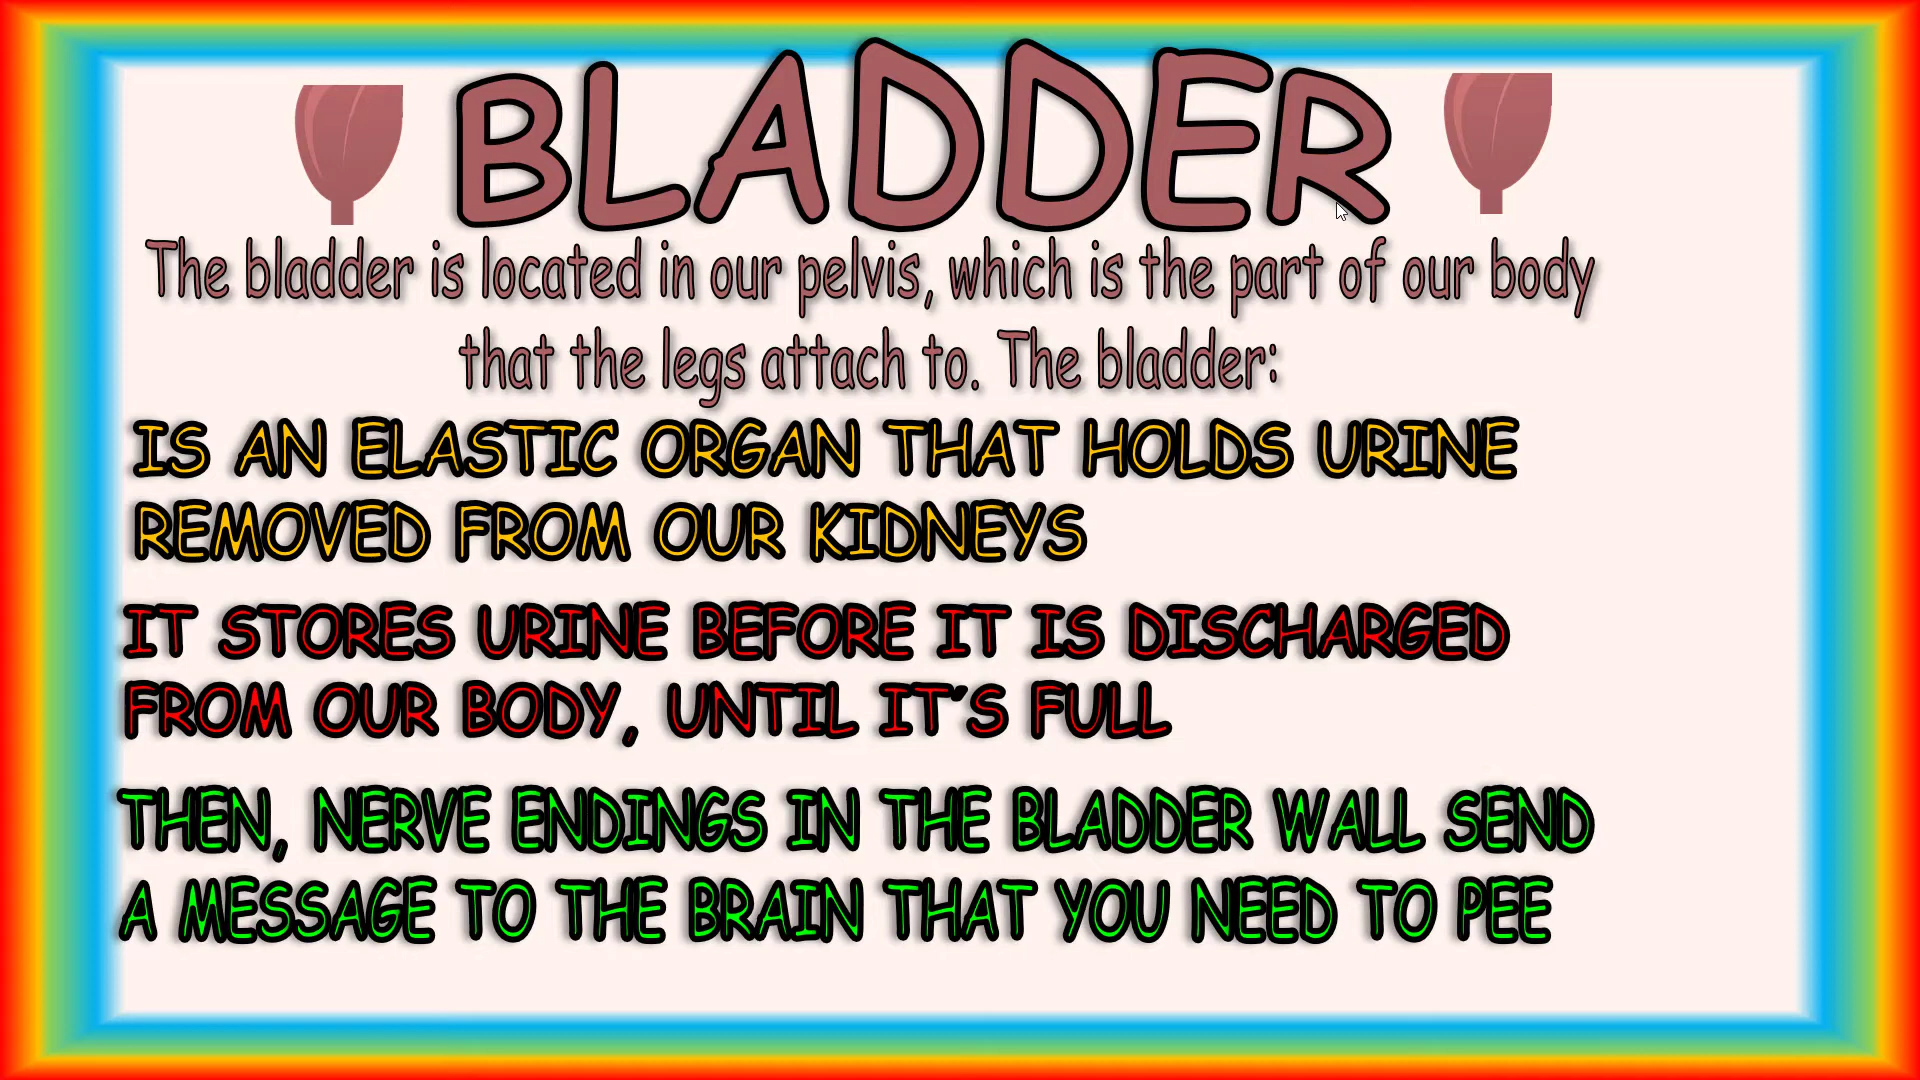 BLADDER
The bladder is located in our pelvis, which is the part of our body
that the legs attach to. The bladder:
IS AN ELASTIC ORGAN THAT HOLDS URINE
REMOVED FROM OUR KIDNEYS
IT STORES URINE BEFORE IT IS DISCHARGED
FROM OUR BODY, UNTIL IT'S FULL
THEN, NERVE ENDINGS IN THE BLADDER WALL SEND
A MESSAGE TO THE BRAIN THAT YOU NEED TO PEE